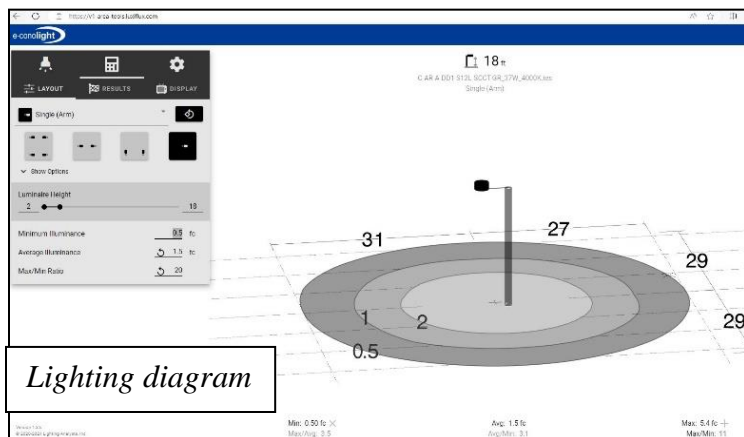 https://v1-area-tools.luxiflux.com
e-conolight
LAYOUT
RESULTS
DISPLAY
Single (Arm)
Show Options
Luminaire Height
2
18
Minimum Illuminance
0.5 fc
Average Illuminance
1.5 fc
Max/Min Ratio
20
18 ft
Single (Arm)
31
27
29
29
1
2
0.5
Lighting diagram
Min: 0.50 fc
Max/Avg: 3.5
Avg: 1.5 fc
Avg/Min: 3.1
Max: 5.4 fc
Max/Min: 11